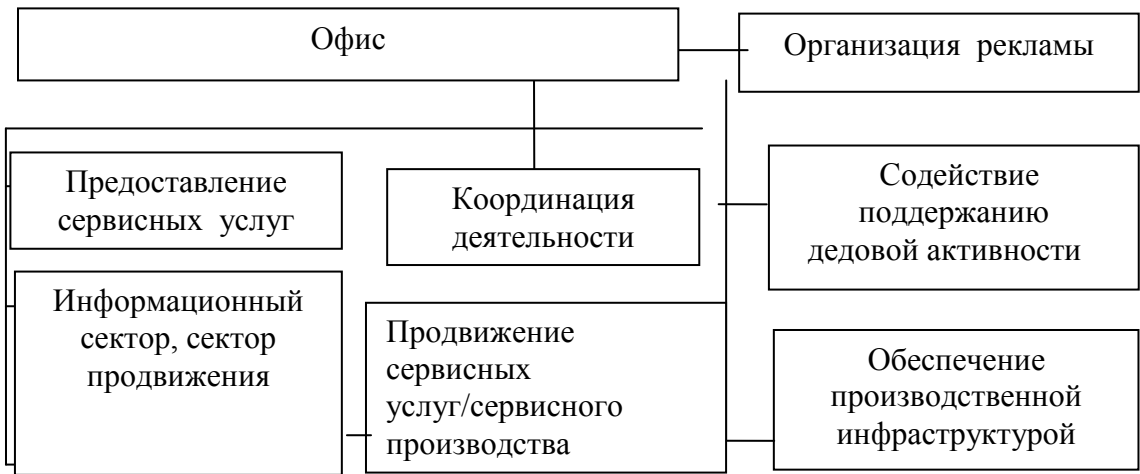 Офис
Организация рекламы
Предоставление
сервисных услуг
Координация
деятельности
Содействие
поддержанию
дедовой активности
Информационный
сектор, сектор
продвижения
Продвижение
сервисных
услуг/сервисного
производства
Обеспечение
производственной
инфраструктурой